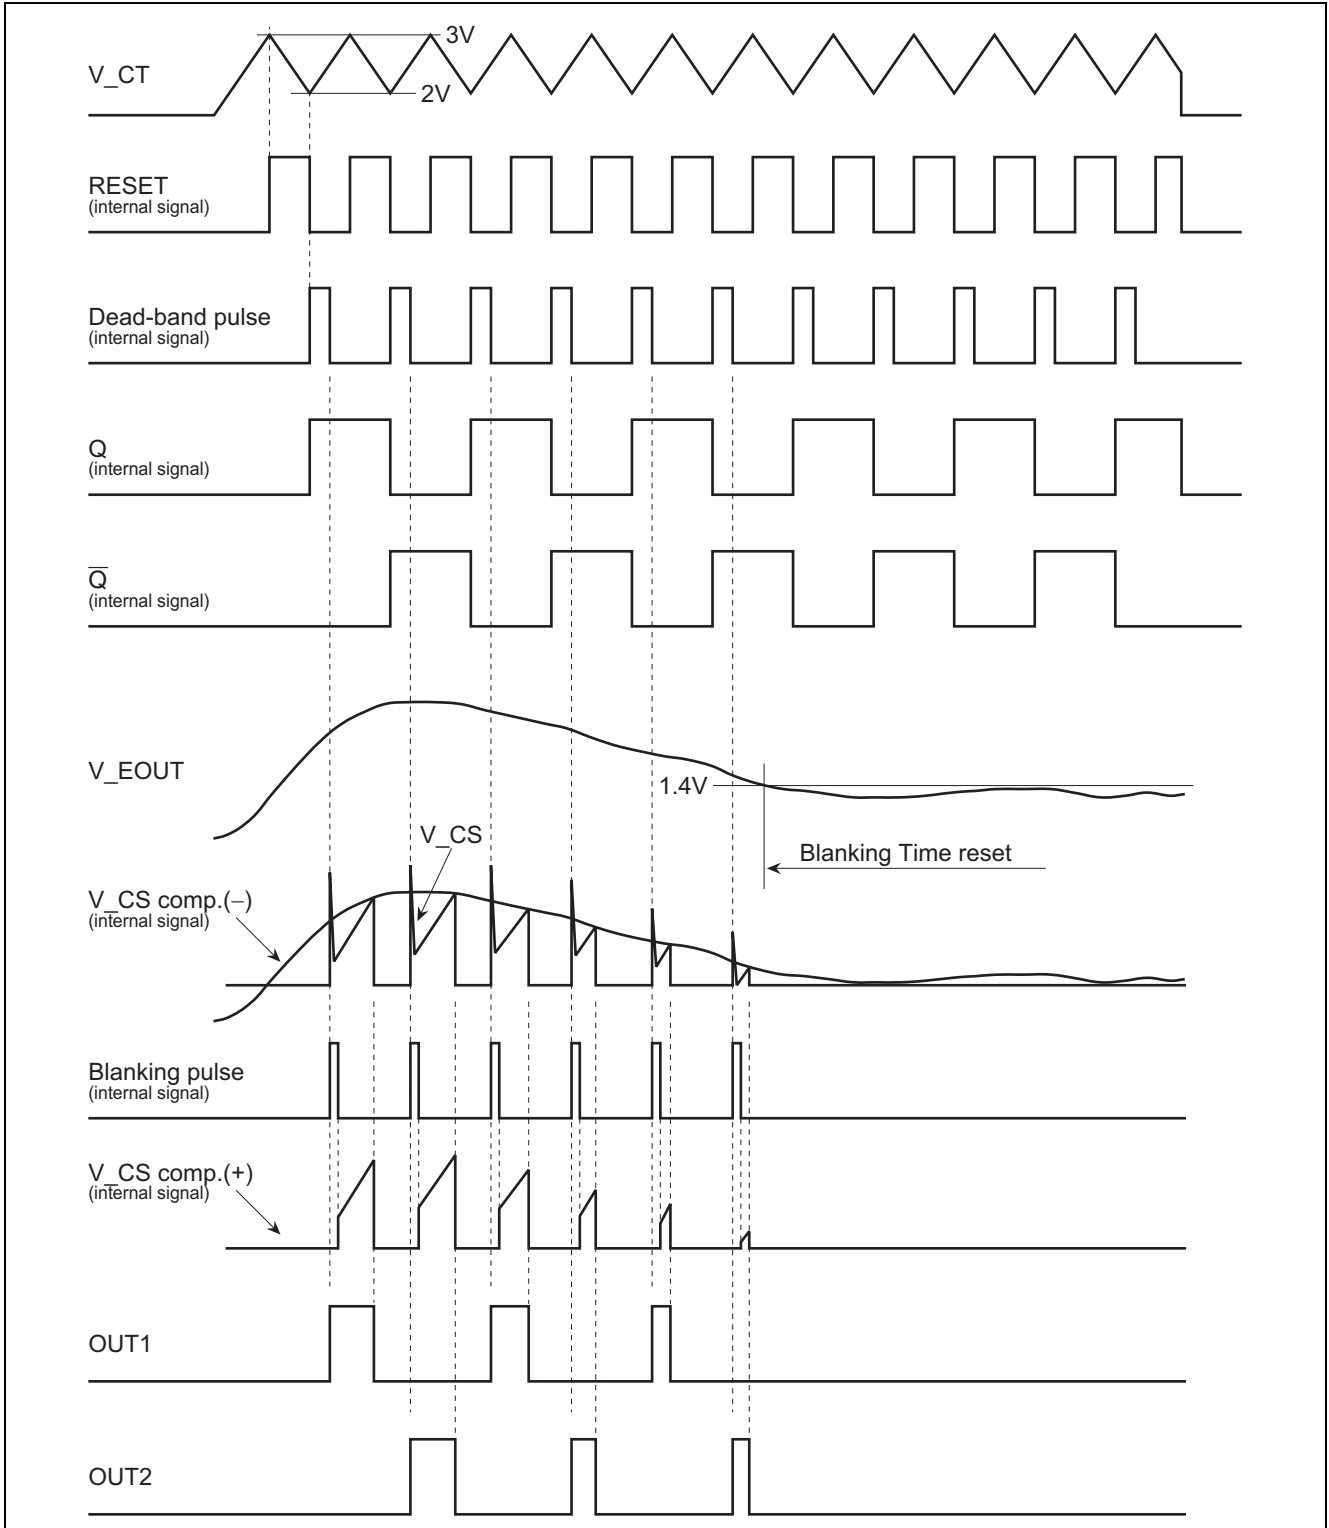 3V
V_CT
2V
RESET
(internal signal)
Dead-band pulse
(internal signal)
Q
(internal signal)
Q̅
(internal signal)
V_EOUT
1.4V
V_CS
Blanking Time reset
V_CS comp.(−)
(internal signal)
Blanking pulse
(internal signal)
V_CS comp.(+)
(internal signal)
OUT1
OUT2